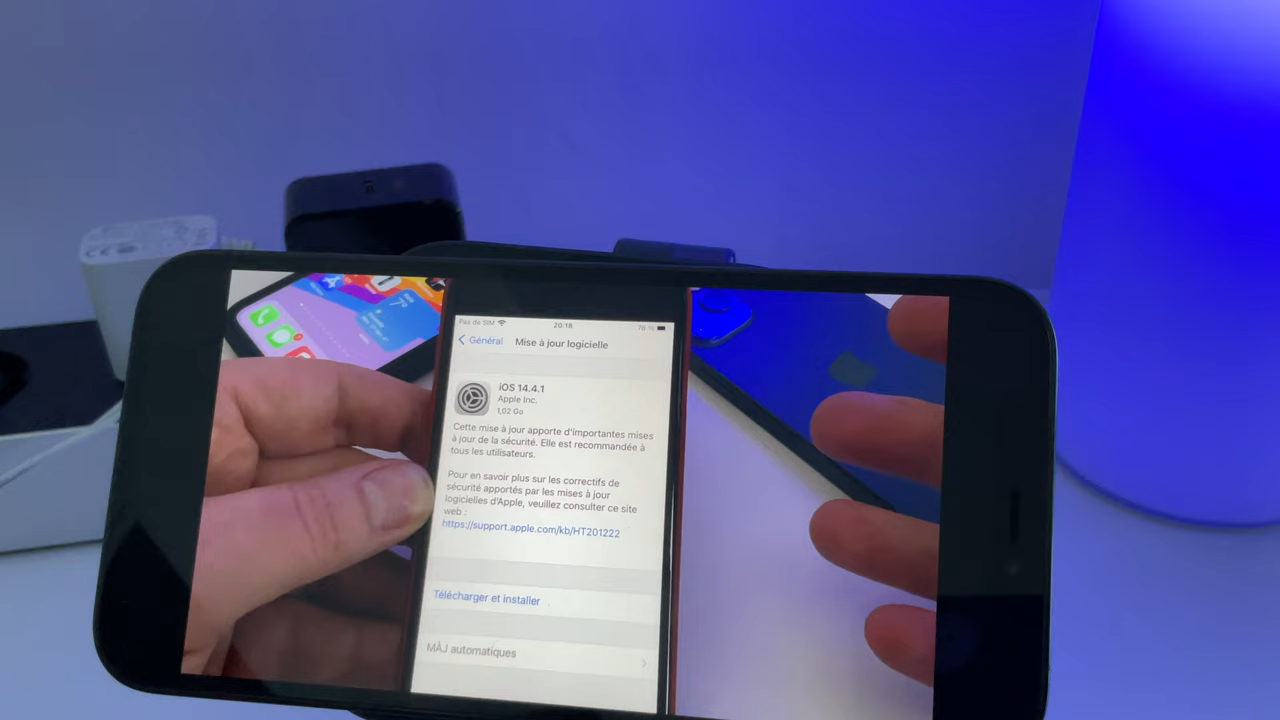 Pas de SIM
20:18
76 %
Général
Mise à jour logicielle
iOS 14.4.1
Apple Inc.
1,02 Go
Cette mise à jour apporte d'importantes mises
à jour de la sécurité. Elle est recommandée à
tous les utilisateurs.
Pour en savoir plus sur les correctifs de
sécurité apportés par les mises à jour
logicielles d'Apple, veuillez consulter ce site
web :
https://support.apple.com/kb/HT201222
Télécharger et installer
MÀJ automatiques
7°